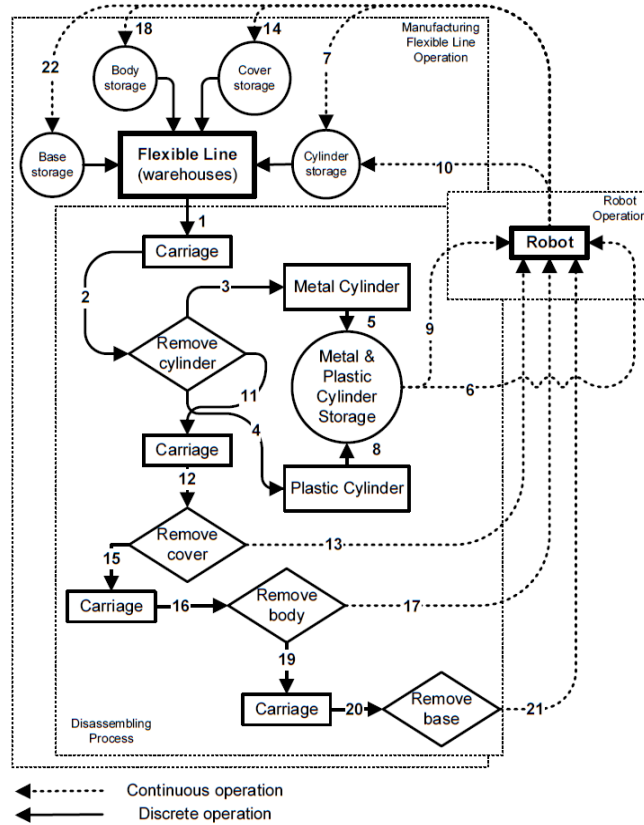 18
14
Manufacturing
Flexible Line
Operation
22
7
Body
storage
Cover
storage
Base
storage
Flexible Line
(warehouses)
Cylinder
storage
10
Robot
Operation
1
Robot
Carriage
2
3
Metal Cylinder
5
9
Remove
cylinder
Metal &
Plastic
Cylinder
Storage
11
6
4
Carriage
8
12
Plastic Cylinder
Remove
cover
13
15
Carriage
16
Remove
body
17
19
Carriage
20
Remove
base
21
Disassembling
Process
Continuous operation
Discrete operation